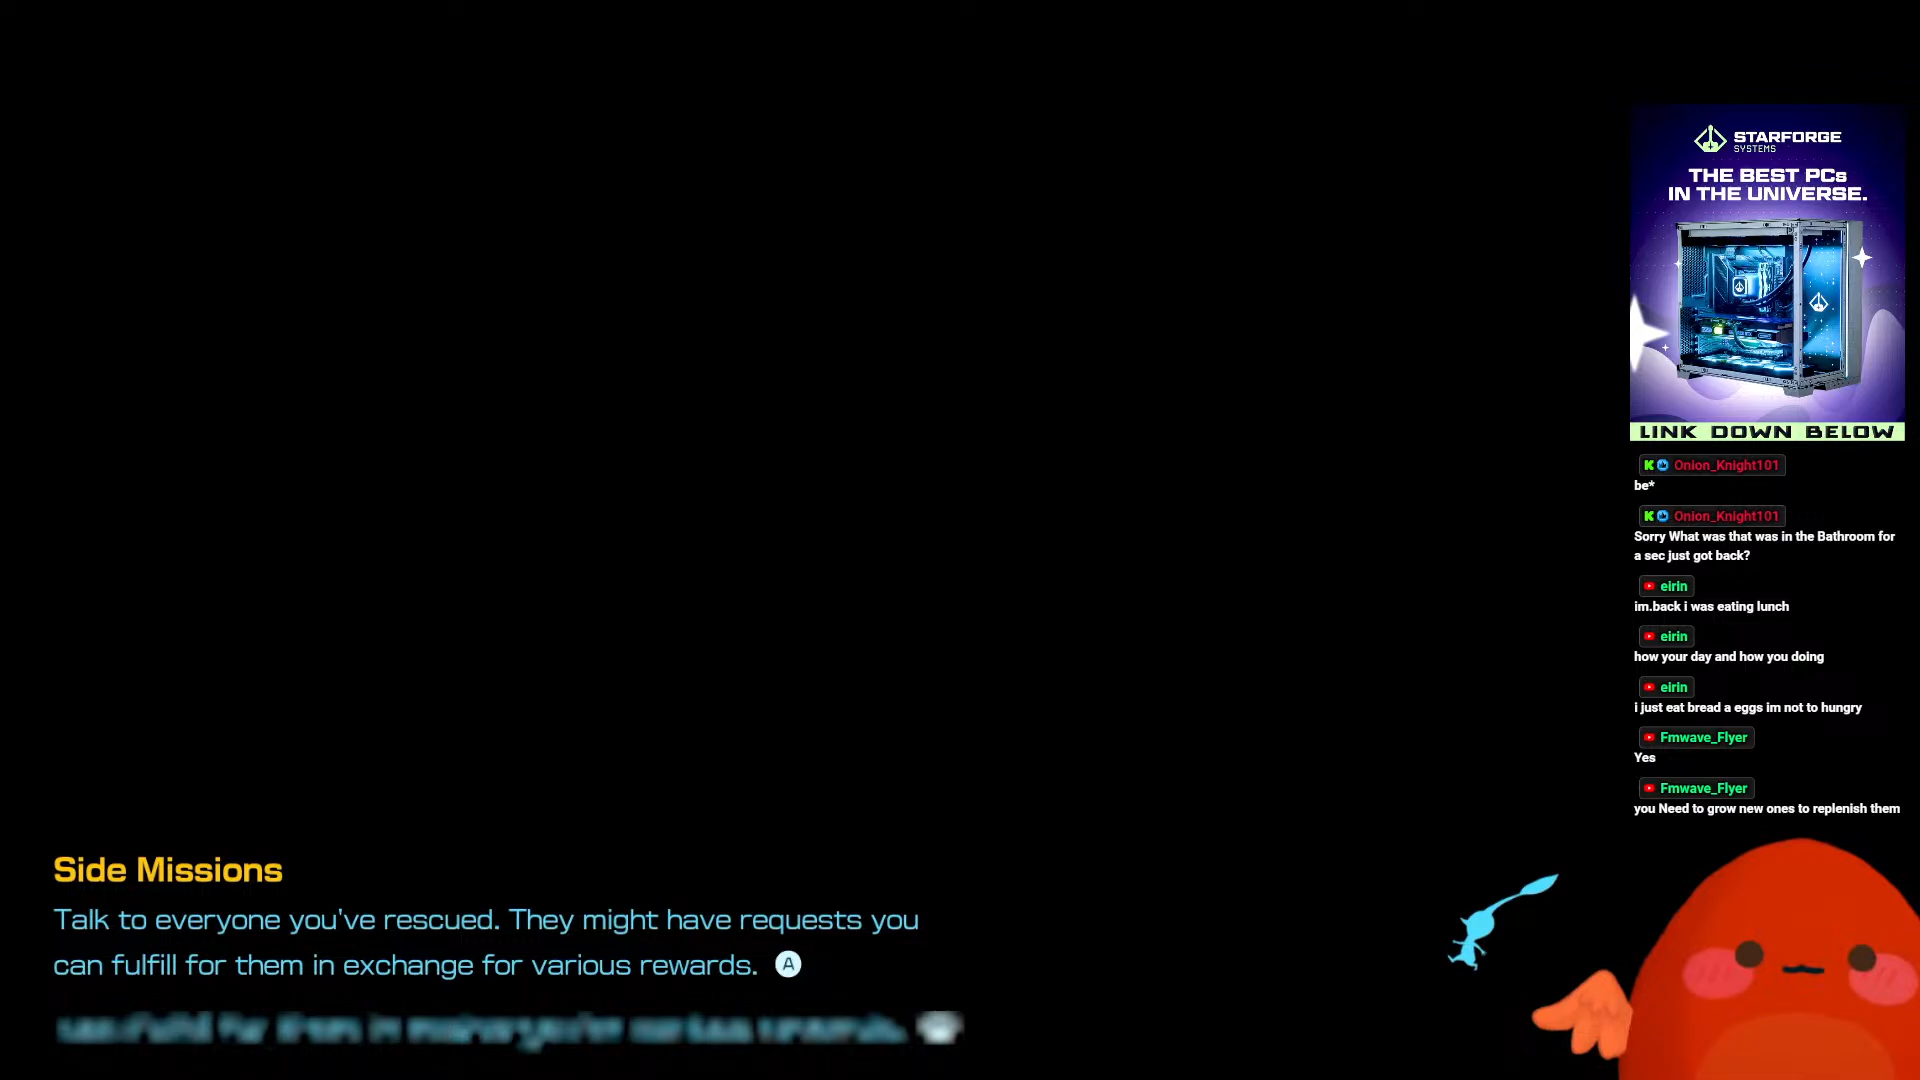 STARFORGE
SYSTEMS
THE BEST PCs
IN THE UNIVERSE.
LINK DOWN BELOW
Onion_Knight101
be*
Onion_Knight101
Sorry What was that was in the Bathroom for
a sec just got back?
eirin
im.back i was eating lunch
eirin
how your day and how you doing
eirin
i just eat bread a eggs im not to hungry
Fmwave_Flyer
Yes
Fmwave_Flyer
you Need to grow new ones to replenish them
Side Missions
Talk to everyone you've rescued. They might have requests you
can fulfill for them in exchange for various rewards. A